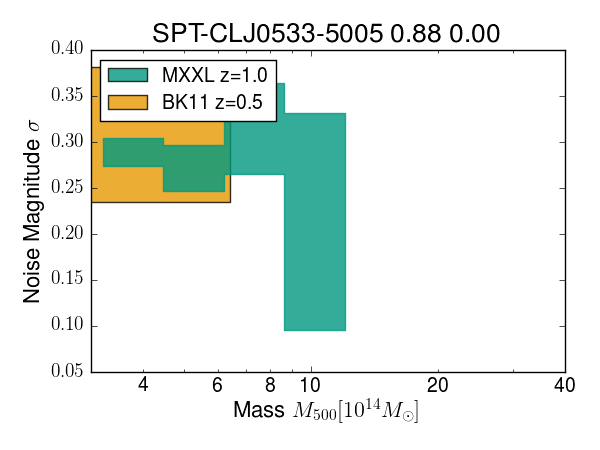 SPT-CLJ0533-5005 0.88 0.00
0.40
0.35
0.30
0.25
0.20
0.15
0.10
0.05
Noise Magnitude σ
MXXL z=1.0
BK11 z=0.5
4 6 8 10 20 40
Mass M₅₀₀[10¹⁴M☉]